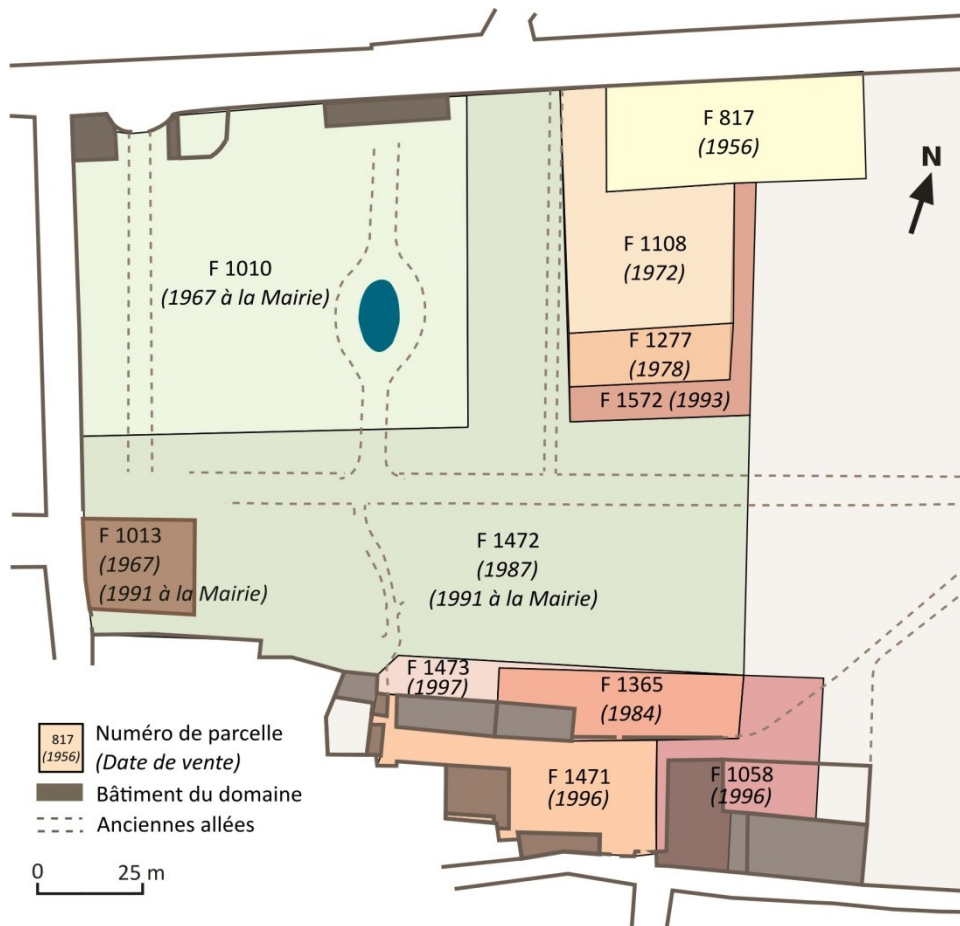 F 817
(1956)
N
F 1108
(1972)
F 1010
(1967 à la Mairie)
F 1277
(1978)
F 1572 (1993)
F 1013
(1967)
(1991 à la Mairie)
F 1472
(1987)
(1991 à la Mairie)
F 1473
(1997)
F 1365
(1984)
F 1471
(1996)
F 1058
(1996)
817
(1956)
Numéro de parcelle
(Date de vente)
Bâtiment du domaine
Anciennes allées
0 25 m